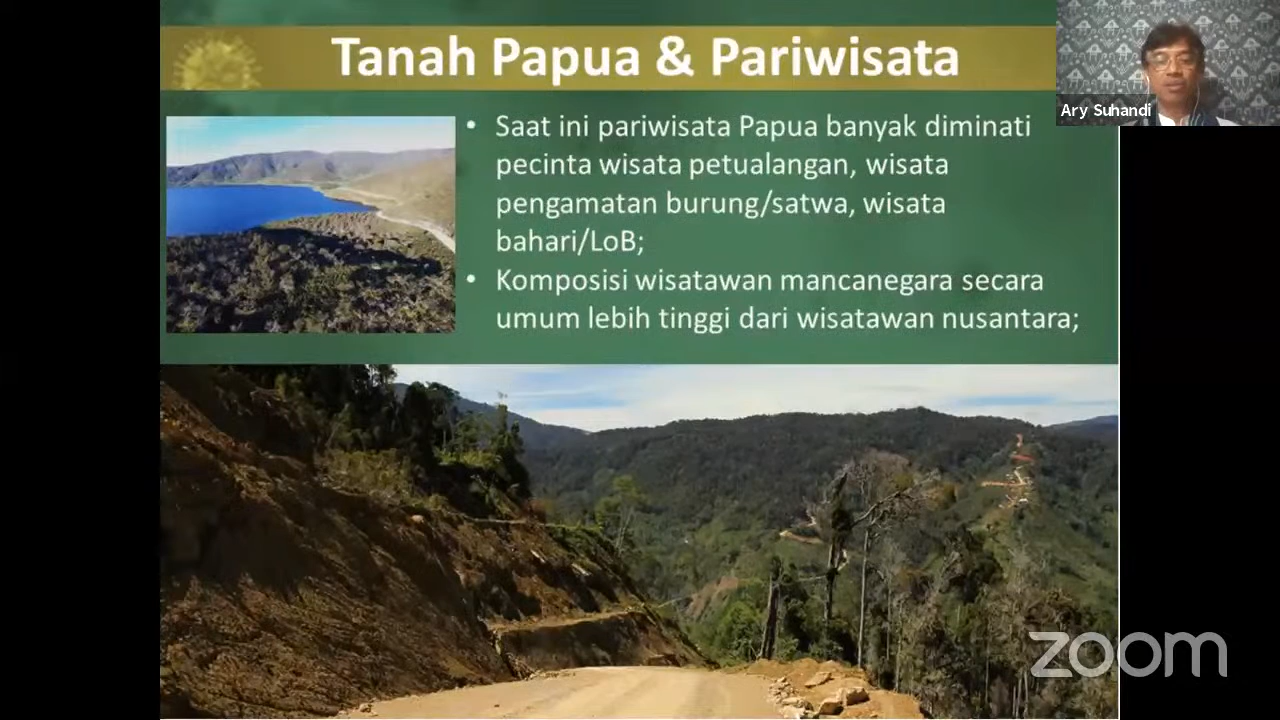 Tanah Papua & Pariwisata
Ary Suhandi
• Saat ini pariwisata Papua banyak diminati
pecinta wisata petualangan, wisata
pengamatan burung/satwa, wisata
bahari/LoB;
• Komposisi wisatawan mancanegara secara
umum lebih tinggi dari wisatawan nusantara;
zoom